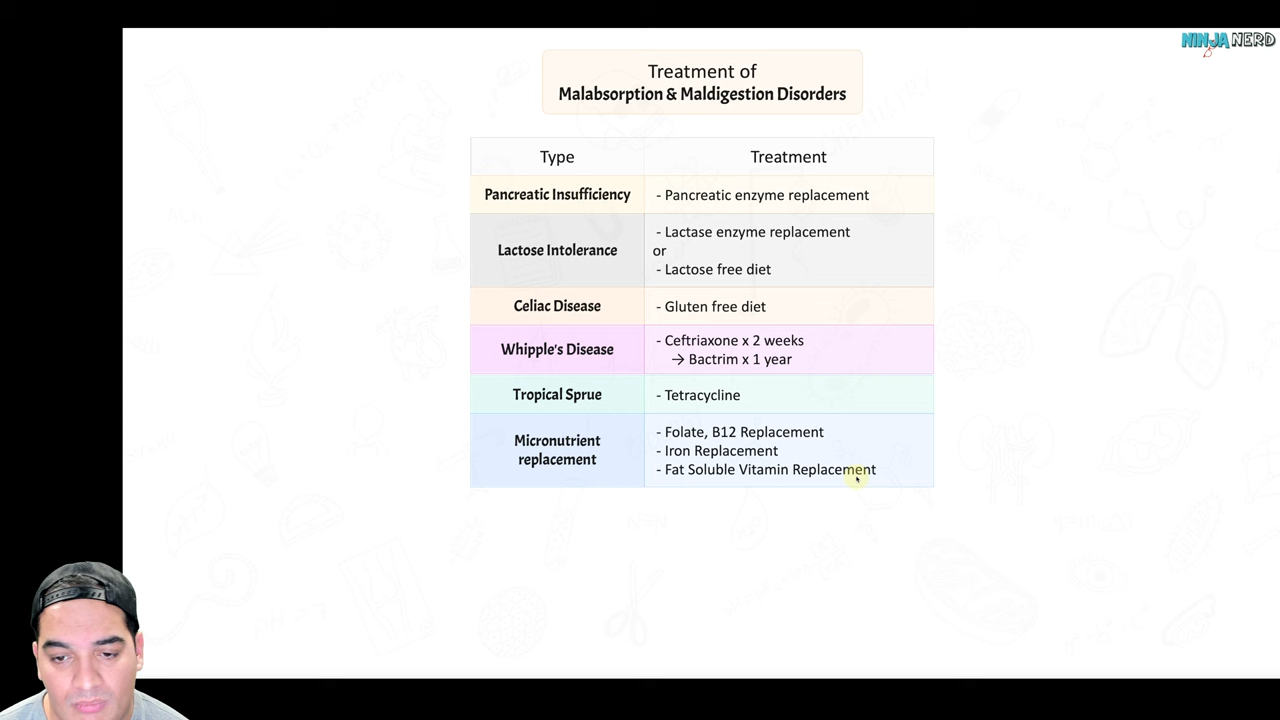 NINJA NERD
Treatment of
Malabsorption & Maldigestion Disorders
Type
Treatment
Pancreatic Insufficiency
- Pancreatic enzyme replacement
Lactose Intolerance
- Lactase enzyme replacement
or
- Lactose free diet
Celiac Disease
- Gluten free diet
Whipple's Disease
- Ceftriaxone x 2 weeks
→ Bactrim x 1 year
Tropical Sprue
- Tetracycline
Micronutrient
replacement
- Folate, B12 Replacement
- Iron Replacement
- Fat Soluble Vitamin Replacement